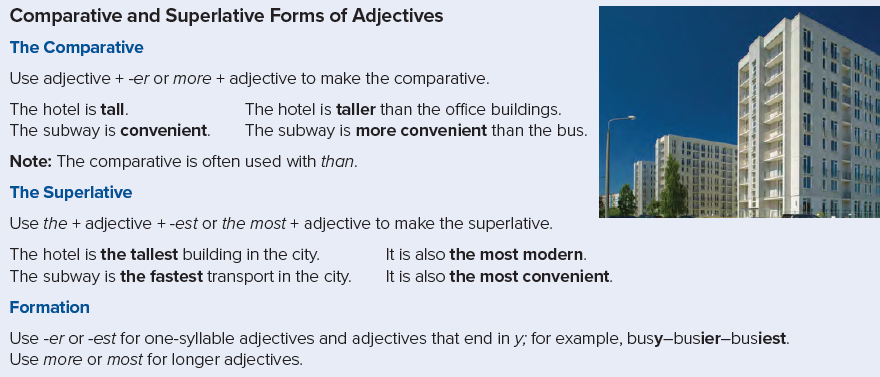 Comparative and Superlative Forms of Adjectives
The Comparative
Use adjective + -er or more + adjective to make the comparative.
The hotel is tall. The hotel is taller than the office buildings.
The subway is convenient. The subway is more convenient than the bus.
Note: The comparative is often used with than.
The Superlative
Use the + adjective + -est or the most + adjective to make the superlative.
The hotel is the tallest building in the city. It is also the most modern.
The subway is the fastest transport in the city. It is also the most convenient.
Formation
Use -er or -est for one-syllable adjectives and adjectives that end in y; for example, busy–busier–busiest.
Use more or most for longer adjectives.